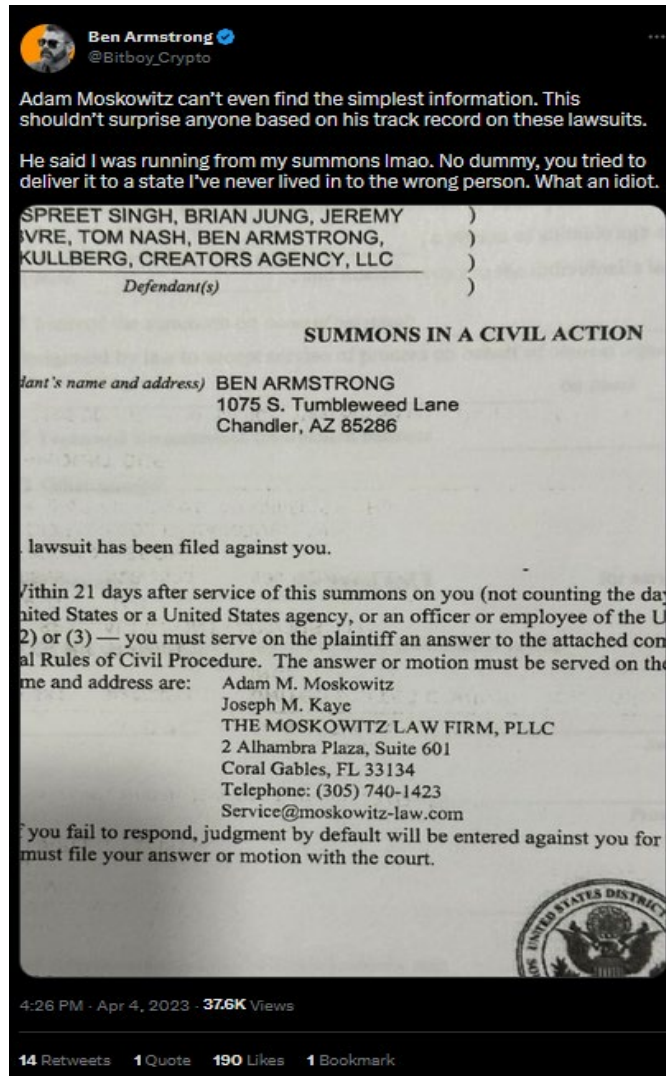 Ben Armstrong
@Bitboy_Crypto
Adam Moskowitz can't even find the simplest information. This
shouldn't surprise anyone based on his track record on these lawsuits.
He said I was running from my summons lmao. No dummy, you tried to
deliver it to a state I've never lived in to the wrong person. What an idiot.
SPREET SINGH, BRIAN JUNG, JEREMY )
VRE, TOM NASH, BEN ARMSTRONG, )
KULLBERG, CREATORS AGENCY, LLC )
Defendant(s) )
SUMMONS IN A CIVIL ACTION
dant's name and address) BEN ARMSTRONG
1075 S. Tumbleweed Lane
Chandler, AZ 85286
lawsuit has been filed against you.
Within 21 days after service of this summons on you (not counting the day
nited States or a United States agency, or an officer or employee of the U
2) or (3) — you must serve on the plaintiff an answer to the attached com
al Rules of Civil Procedure. The answer or motion must be served on the
me and address are: Adam M. Moskowitz
Joseph M. Kaye
THE MOSKOWITZ LAW FIRM, PLLC
2 Alhambra Plaza, Suite 601
Coral Gables, FL 33134
Telephone: (305) 740-1423
Service@moskowitz-law.com
f you fail to respond, judgment by default will be entered against you for
must file your answer or motion with the court.
UNITED STATES DISTRIC
4:26 PM · Apr 4, 2023 · 37.6K Views
14 Retweets 1 Quote 190 Likes 1 Bookmark